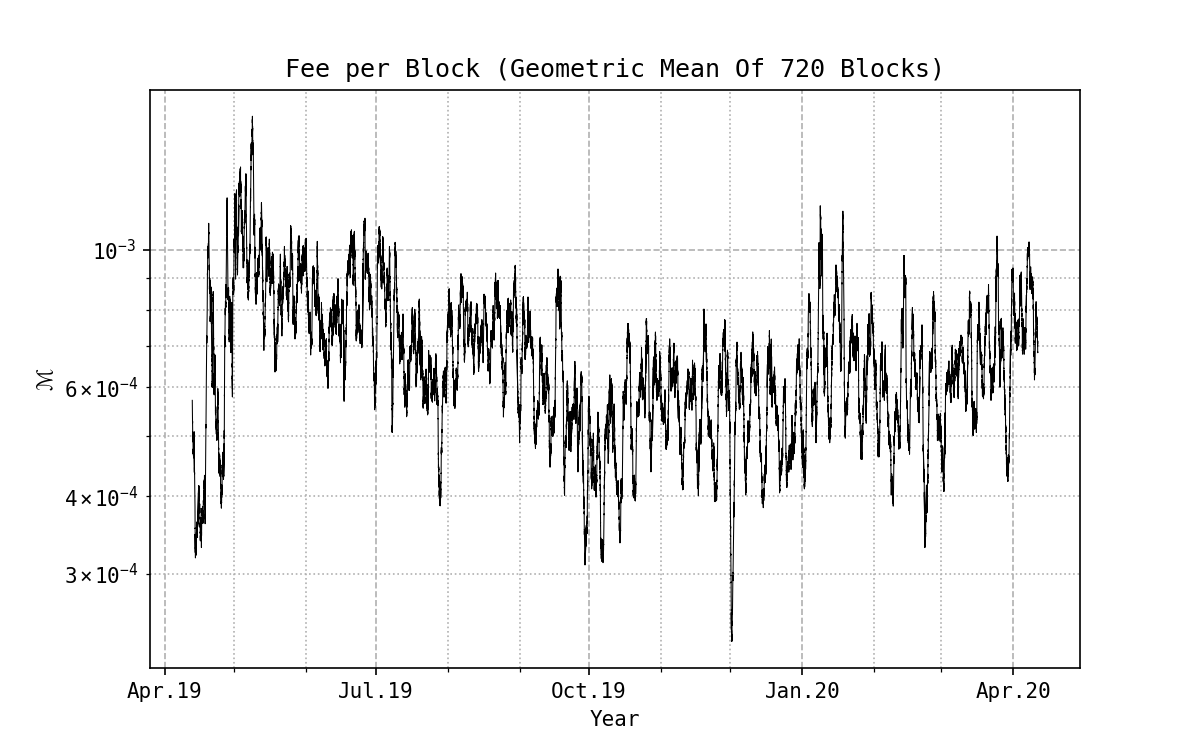 Fee per Block (Geometric Mean Of 720 Blocks)
10⁻³
6×10⁻⁴
4×10⁻⁴
3×10⁻⁴
ℳ
Apr.19 Jul.19 Oct.19 Jan.20 Apr.20
Year